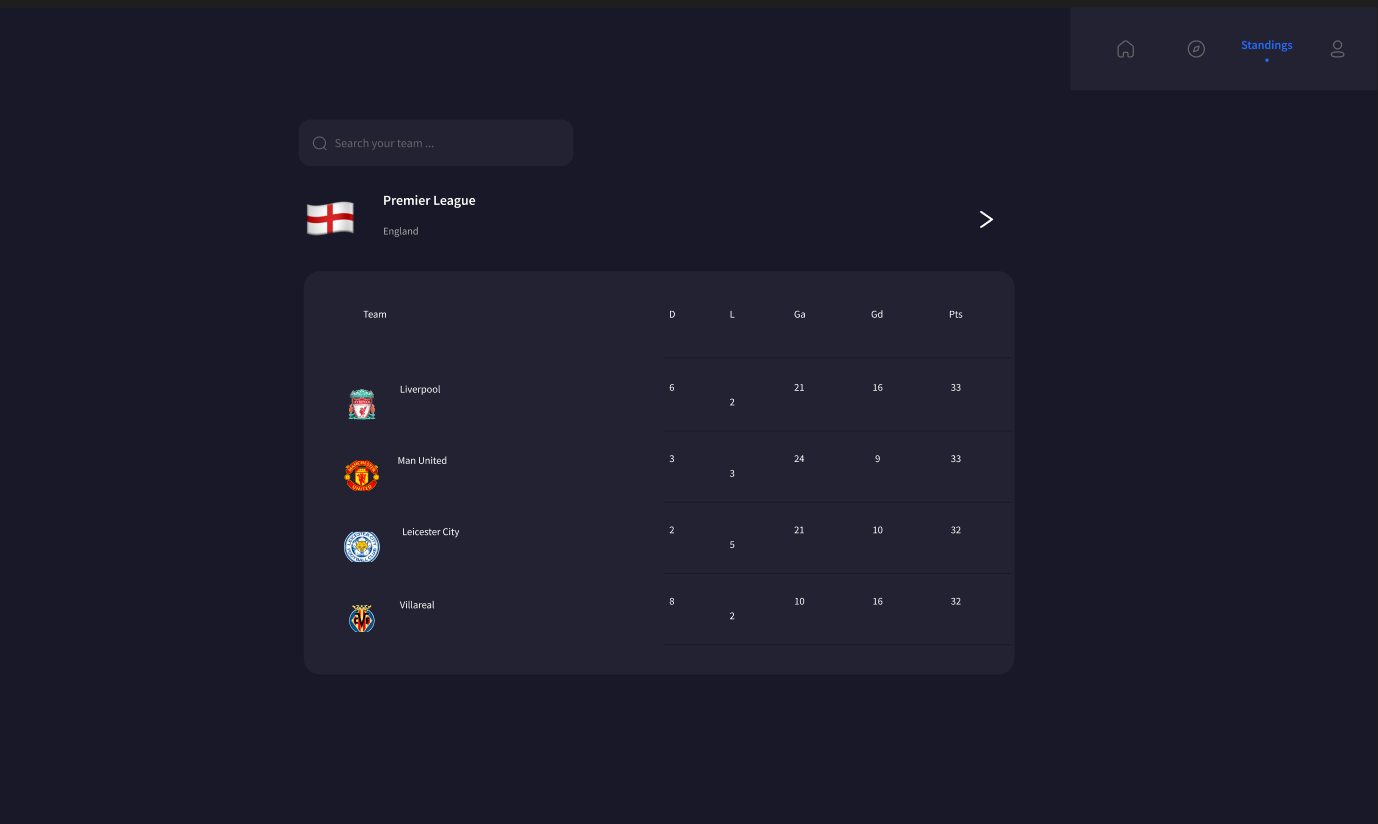 Standings
Search your team ...
Premier League
England
Team D L Ga Gd Pts
Liverpool 6 2 21 16 33
Man United 3 3 24 9 33
Leicester City 2 5 21 10 32
Villareal 8 2 10 16 32